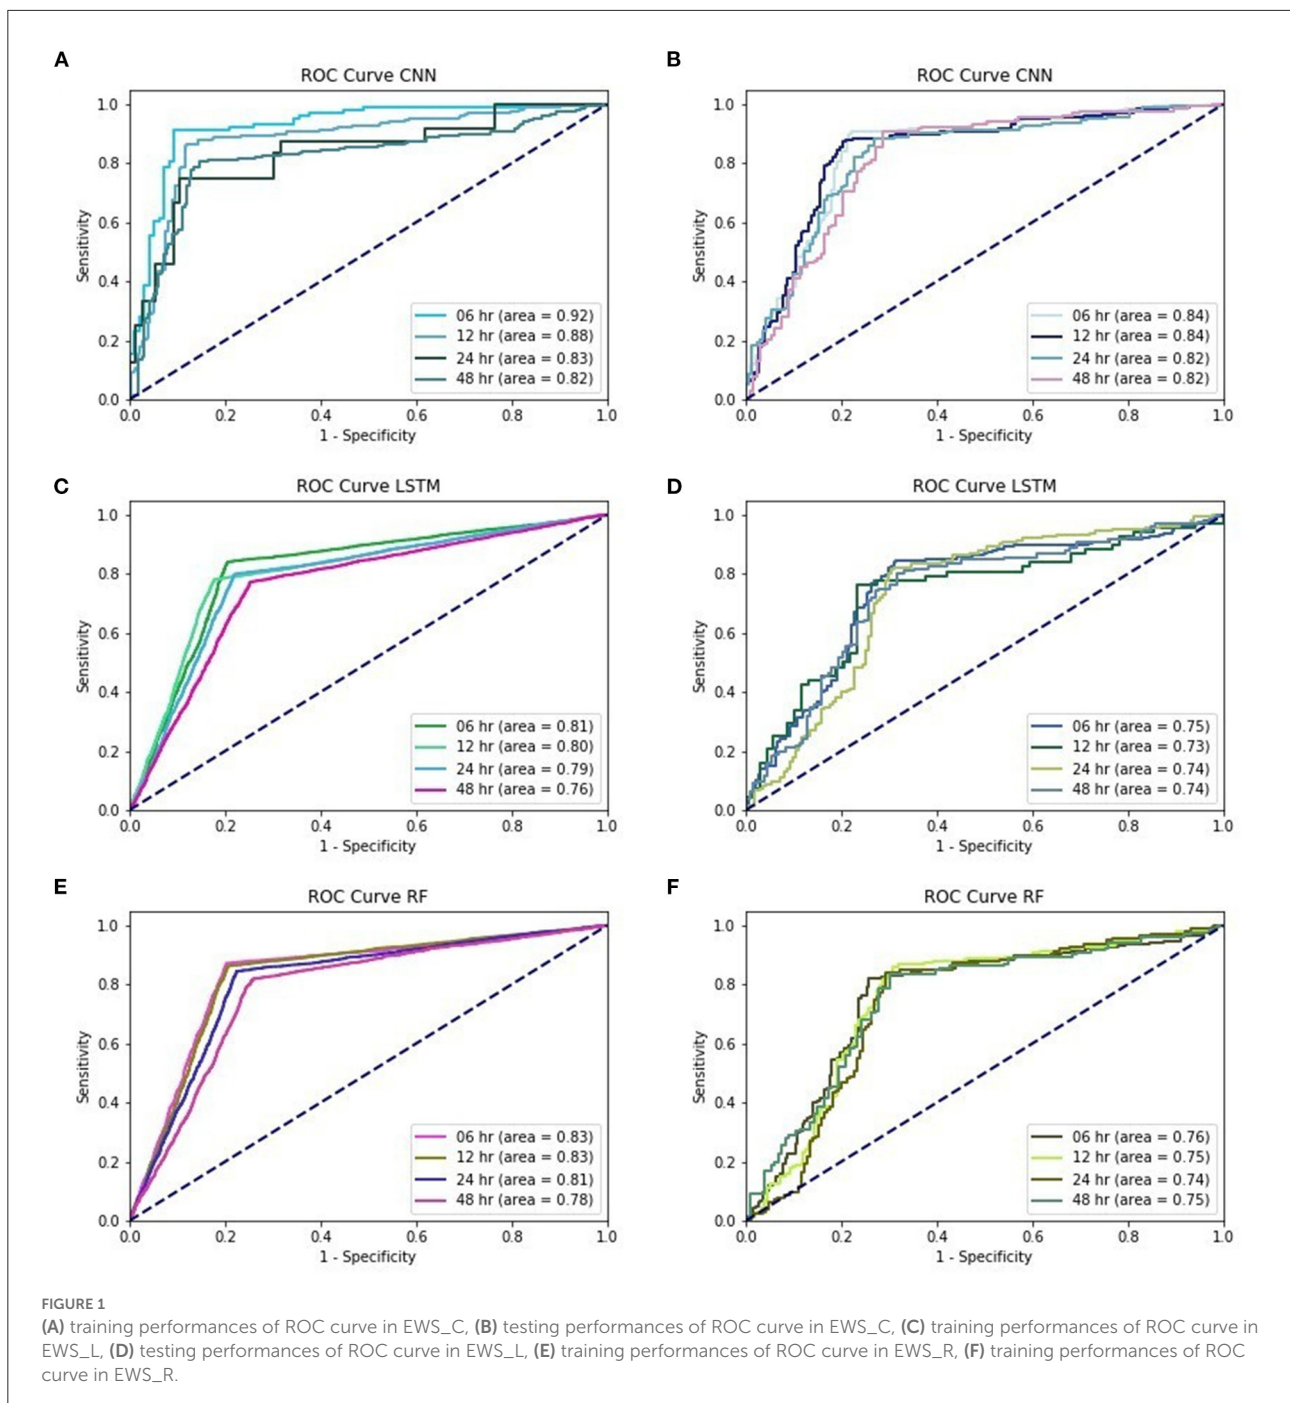 A
ROC Curve CNN
1.0
0.8
0.6
0.4
0.2
0.0
Sensitivity
06 hr (area = 0.92)
12 hr (area = 0.88)
24 hr (area = 0.83)
48 hr (area = 0.82)
0.0 0.2 0.4 0.6 0.8 1.0
1 - Specificity
B
ROC Curve CNN
1.0
0.8
0.6
0.4
0.2
0.0
Sensitivity
06 hr (area = 0.84)
12 hr (area = 0.84)
24 hr (area = 0.82)
48 hr (area = 0.82)
0.0 0.2 0.4 0.6 0.8 1.0
1 - Specificity
C
ROC Curve LSTM
1.0
0.8
0.6
0.4
0.2
0.0
Sensitivity
06 hr (area = 0.81)
12 hr (area = 0.80)
24 hr (area = 0.79)
48 hr (area = 0.76)
0.0 0.2 0.4 0.6 0.8 1.0
1 - Specificity
D
ROC Curve LSTM
1.0
0.8
0.6
0.4
0.2
0.0
Sensitivity
06 hr (area = 0.75)
12 hr (area = 0.73)
24 hr (area = 0.74)
48 hr (area = 0.74)
0.0 0.2 0.4 0.6 0.8 1.0
1 - Specificity
E
ROC Curve RF
1.0
0.8
0.6
0.4
0.2
0.0
Sensitivity
06 hr (area = 0.83)
12 hr (area = 0.83)
24 hr (area = 0.81)
48 hr (area = 0.78)
0.0 0.2 0.4 0.6 0.8 1.0
1 - Specificity
F
ROC Curve RF
1.0
0.8
0.6
0.4
0.2
0.0
Sensitivity
06 hr (area = 0.76)
12 hr (area = 0.75)
24 hr (area = 0.74)
48 hr (area = 0.75)
0.0 0.2 0.4 0.6 0.8 1.0
1 - Specificity
FIGURE 1
(A) training performances of ROC curve in EWS_C, (B) testing performances of ROC curve in EWS_C, (C) training performances of ROC curve in
EWS_L, (D) testing performances of ROC curve in EWS_L, (E) training performances of ROC curve in EWS_R, (F) training performances of ROC
curve in EWS_R.